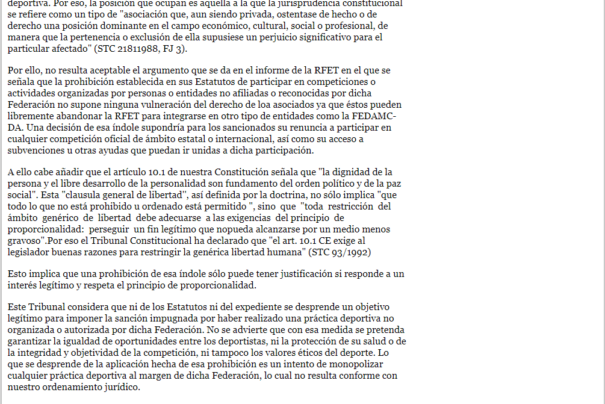 deportiva. Por eso, la posición que ocupan es aquella a la que la jurisprudencia constitucional
se refiere como un tipo de "asociación que, aun siendo privada, ostentase de hecho o de
derecho una posición dominante en el campo económico, cultural, social o profesional, de
manera que la pertenencia o exclusión de ella supusiese un perjuicio significativo para el
particular afectado" (STC 21811988, FJ 3).
Por ello, no resulta aceptable el argumento que se da en el informe de la RFET en el que se
señala que la prohibición establecida en sus Estatutos de participar en competiciones o
actividades organizadas por personas o entidades no afiliadas o reconocidas por dicha
Federación no supone ninguna vulneración del derecho de loa asociados ya que éstos pueden
libremente abandonar la RFET para integrarse en otro tipo de entidades como la FEDAMC-
DA. Una decisión de esa índole supondría para los sancionados su renuncia a participar en
cualquier competición oficial de ámbito estatal o internacional, así como su acceso a
subvenciones u otras ayudas que puedan ir unidas a dicha participación.
A ello cabe añadir que el artículo 10.1 de nuestra Constitución señala que "la dignidad de la
persona y el libre desarrollo de la personalidad son fundamento del orden político y de la paz
social". Esta "clausula general de libertad", así definida por la doctrina, no sólo implica "que
todo lo que no está prohibido u ordenado está permitido ", sino que "toda restricción del
ámbito genérico de libertad debe adecuarse a las exigencias del principio de
proporcionalidad: perseguir un fin legítimo que nopueda alcanzarse por un medio menos
gravoso".Por eso el Tribunal Constitucional ha declarado que "el art. 10.1 CE exige al
legislador buenas razones para restringir la genérica libertad humana" (STC 93/1992)
Esto implica que una prohibición de esa índole sólo puede tener justificación si responde a un
interés legítimo y respeta el principio de proporcionalidad.
Este Tribunal considera que ni de los Estatutos ni del expediente se desprende un objetivo
legítimo para imponer la sanción impugnada por haber realizado una práctica deportiva no
organizada o autorizada por dicha Federación. No se advierte que con esa medida se pretenda
garantizar la igualdad de oportunidades entre los deportistas, ni la protección de su salud o de
la integridad y objetividad de la competición, ni tampoco los valores éticos del deporte. Lo
que se desprende de la aplicación hecha de esa prohibición es un intento de monopolizar
cualquier práctica deportiva al margen de dicha Federación, lo cual no resulta conforme con
nuestro ordenamiento jurídico.